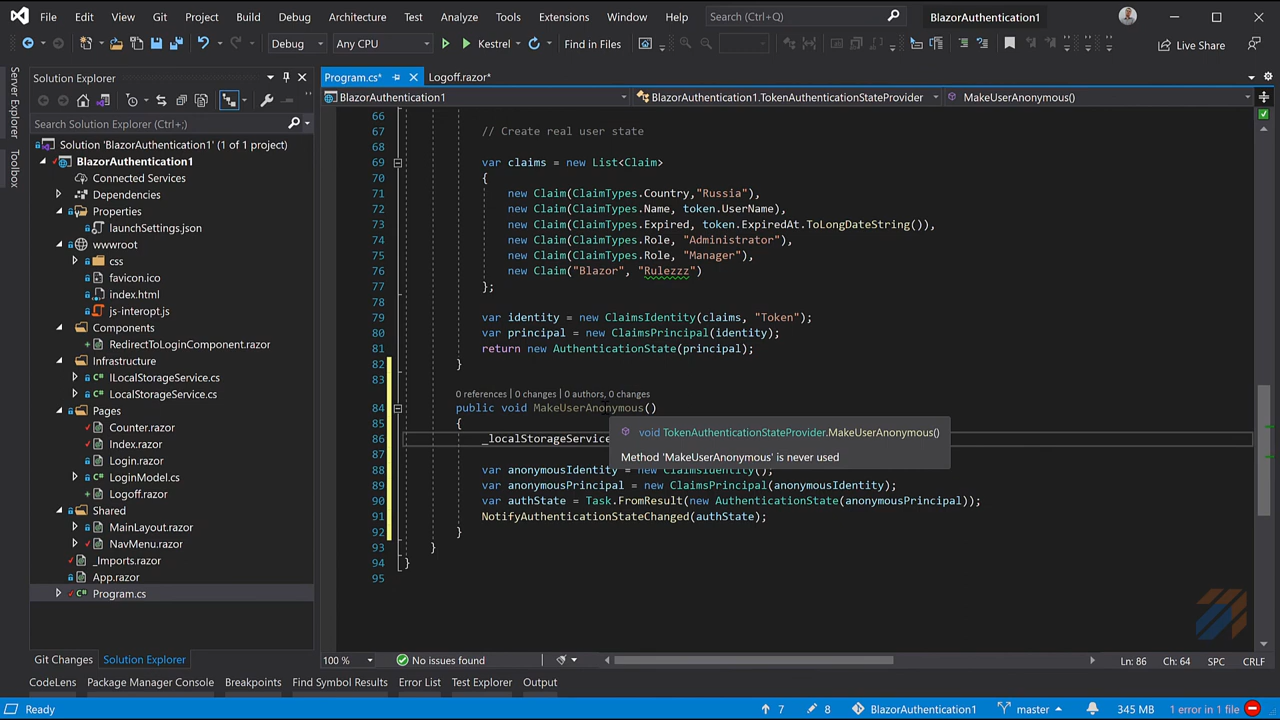 File Edit View Git Project Build Debug Architecture Test Analyze Tools Extensions Window Help Search (Ctrl+Q) BlazorAuthentication1
Debug Any CPU Kestrel Find in Files Live Share
Server Explorer
Toolbox
Solution Explorer
Search Solution Explorer (Ctrl+;)
Solution 'BlazorAuthentication1' (1 of 1 project)
BlazorAuthentication1
Connected Services
Dependencies
Properties
launchSettings.json
wwwroot
css
favicon.ico
index.html
js-interopt.js
Components
RedirectToLoginComponent.razor
Infrastructure
ILocalStorageService.cs
LocalStorageService.cs
Pages
Counter.razor
Index.razor
Login.razor
LoginModel.cs
Logoff.razor
Shared
MainLayout.razor
NavMenu.razor
_Imports.razor
App.razor
Program.cs
Git Changes Solution Explorer
Program.cs* Logoff.razor*
BlazorAuthentication1 BlazorAuthentication1.TokenAuthenticationStateProvider MakeUserAnonymous()
66
67 // Create real user state
68
69 var claims = new List<Claim>
70 {
71 new Claim(ClaimTypes.Country,"Russia"),
72 new Claim(ClaimTypes.Name, token.UserName),
73 new Claim(ClaimTypes.Expired, token.ExpiredAt.ToLongDateString()),
74 new Claim(ClaimTypes.Role, "Administrator"),
75 new Claim(ClaimTypes.Role, "Manager"),
76 new Claim("Blazor", "Rulezzz")
77 };
78
79 var identity = new ClaimsIdentity(claims, "Token");
80 var principal = new ClaimsPrincipal(identity);
81 return new AuthenticationState(principal);
82 }
83
0 references | 0 changes | 0 authors, 0 changes
84 public void MakeUserAnonymous()
85 {
void TokenAuthenticationStateProvider.MakeUserAnonymous()
86 _localStorageService
Method 'MakeUserAnonymous' is never used
87
88 var anonymousIdentity = new ClaimsIdentity();
89 var anonymousPrincipal = new ClaimsPrincipal(anonymousIdentity);
90 var authState = Task.FromResult(new AuthenticationState(anonymousPrincipal));
91 NotifyAuthenticationStateChanged(authState);
92 }
93 }
94 }
95
100 % No issues found Ln: 86 Ch: 64 SPC CRLF
CodeLens Package Manager Console Breakpoints Find Symbol Results Error List Test Explorer Output
Ready 7 8 BlazorAuthentication1 master 345 MB 1 error in 1 file